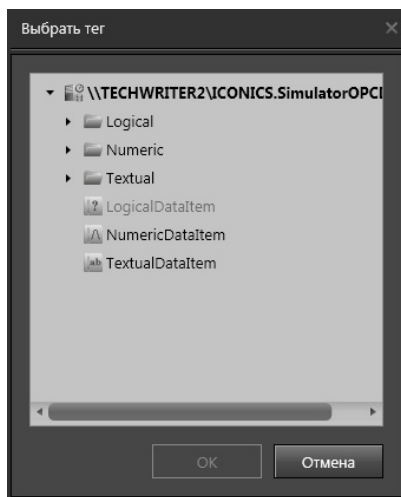 Выбрать тег
\\TECHWRITER2\ICONICS.SimulatorOPCI
Logical
Numeric
Textual
LogicalDataItem
NumericDataItem
TextualDataItem
OK
Отмена